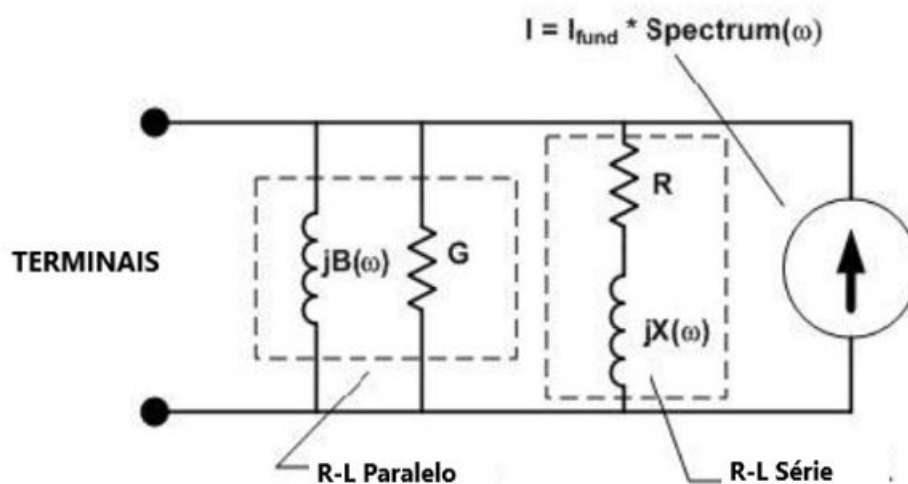 I = Ifund * Spectrum(ω)
R
G
jB(ω)
TERMINAIS
jX(ω)
R-L Paralelo
R-L Série